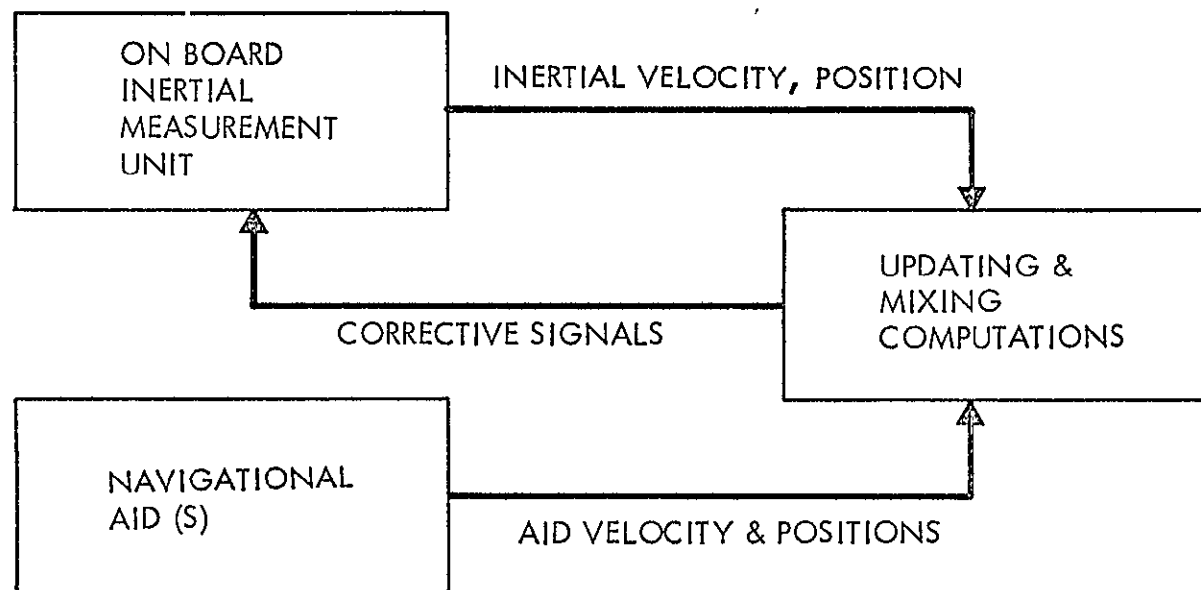 ON BOARD
INERTIAL
MEASUREMENT
UNIT
INERTIAL VELOCITY, POSITION
UPDATING &
MIXING
COMPUTATIONS
CORRECTIVE SIGNALS
NAVIGATIONAL
AID (S)
AID VELOCITY & POSITIONS